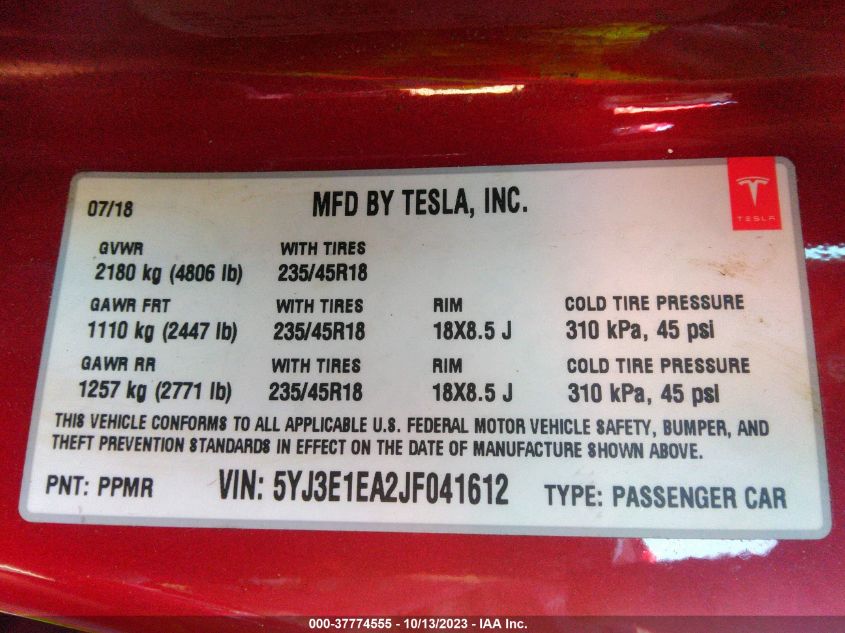 07/18 MFD BY TESLA, INC.
TESLA
GVWR WITH TIRES
2180 kg (4806 lb) 235/45R18
GAWR FRT WITH TIRES RIM COLD TIRE PRESSURE
1110 kg (2447 lb) 235/45R18 18X8.5 J 310 kPa, 45 psi
GAWR RR WITH TIRES RIM COLD TIRE PRESSURE
1257 kg (2771 lb) 235/45R18 18X8.5 J 310 kPa, 45 psi
THIS VEHICLE CONFORMS TO ALL APPLICABLE U.S. FEDERAL MOTOR VEHICLE SAFETY, BUMPER, AND
THEFT PREVENTION STANDARDS IN EFFECT ON THE DATE OF MANUFACTURE SHOWN ABOVE.
PNT: PPMR VIN: 5YJ3E1EA2JF041612 TYPE: PASSENGER CAR
000-37774555 - 10/13/2023 - IAA Inc.